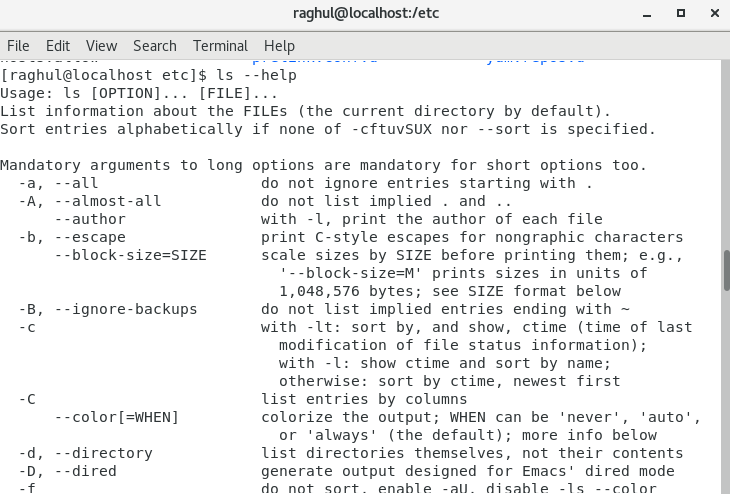 raghul@localhost:/etc
File Edit View Search Terminal Help
[raghul@localhost etc]$ ls --help
Usage: ls [OPTION]... [FILE]...
List information about the FILEs (the current directory by default).
Sort entries alphabetically if none of -cftuvSUX nor --sort is specified.

Mandatory arguments to long options are mandatory for short options too.
  -a, --all                  do not ignore entries starting with .
  -A, --almost-all           do not list implied . and ..
      --author               with -l, print the author of each file
  -b, --escape               print C-style escapes for nongraphic characters
      --block-size=SIZE      scale sizes by SIZE before printing them; e.g.,
                               '--block-size=M' prints sizes in units of
                               1,048,576 bytes; see SIZE format below
  -B, --ignore-backups       do not list implied entries ending with ~
  -c                         with -lt: sort by, and show, ctime (time of last
                               modification of file status information);
                               with -l: show ctime and sort by name;
                               otherwise: sort by ctime, newest first
  -C                         list entries by columns
      --color[=WHEN]         colorize the output; WHEN can be 'never', 'auto',
                               or 'always' (the default); more info below
  -d, --directory            list directories themselves, not their contents
  -D, --dired                generate output designed for Emacs' dired mode
  -f                         do not sort, enable -aU, disable -ls --color